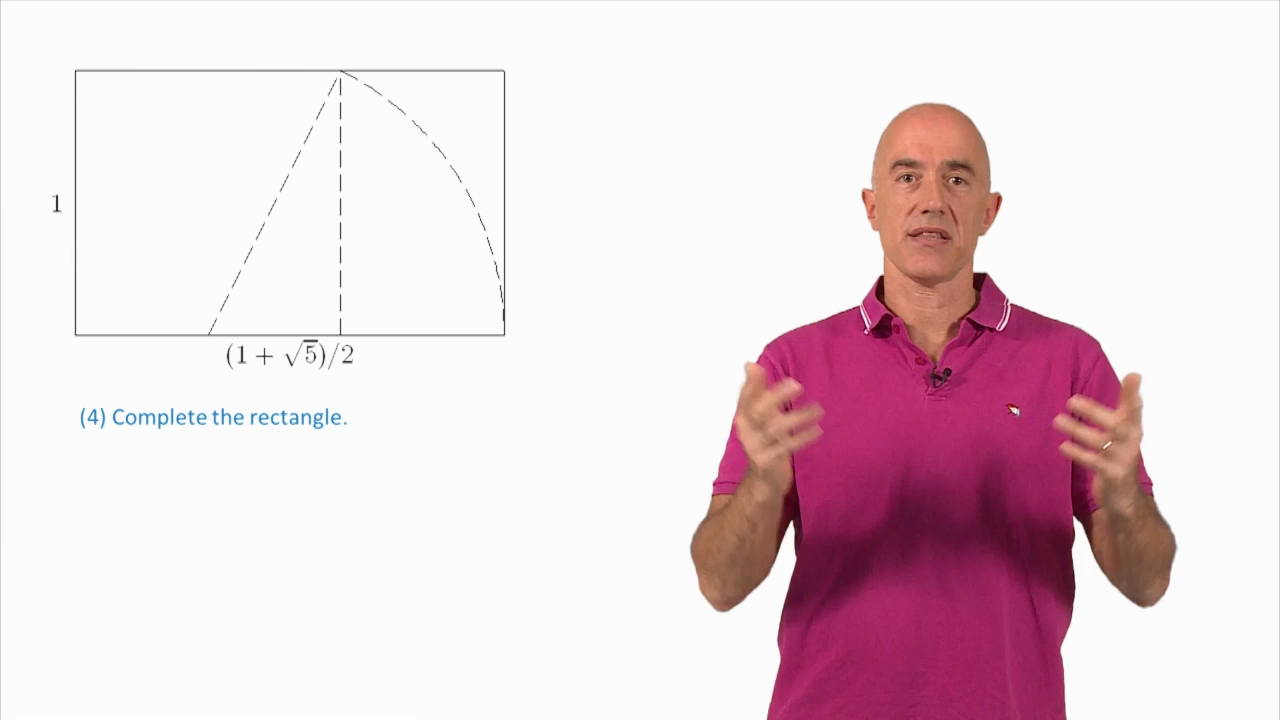 1
(1 + √5)/2
(4) Complete the rectangle.